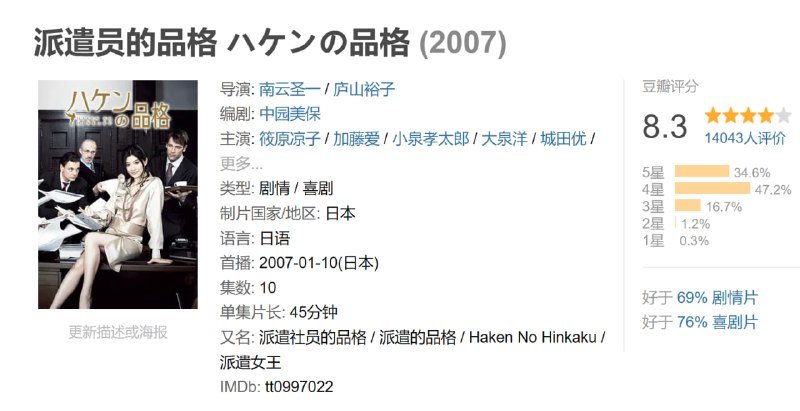 派遣员的品格 ハケンの品格 (2007)
ハケン
の品格
更新描述或海报
导演: 南云圣一 / 庐山裕子
编剧: 中园美保
主演: 筱原凉子 / 加藤爱 / 小泉孝太郎 / 大泉洋 / 城田优 /
更多...
类型: 剧情 / 喜剧
制片国家/地区: 日本
语言: 日语
首播: 2007-01-10(日本)
集数: 10
单集片长: 45分钟
又名: 派遣社员的品格 / 派遣的品格 / Haken No Hinkaku /
派遣女王
IMDb: tt0997022
豆瓣评分
8.3
14043人评价
5星 34.6%
4星 47.2%
3星 16.7%
2星 1.2%
1星 0.3%
好于 69% 剧情片
好于 76% 喜剧片